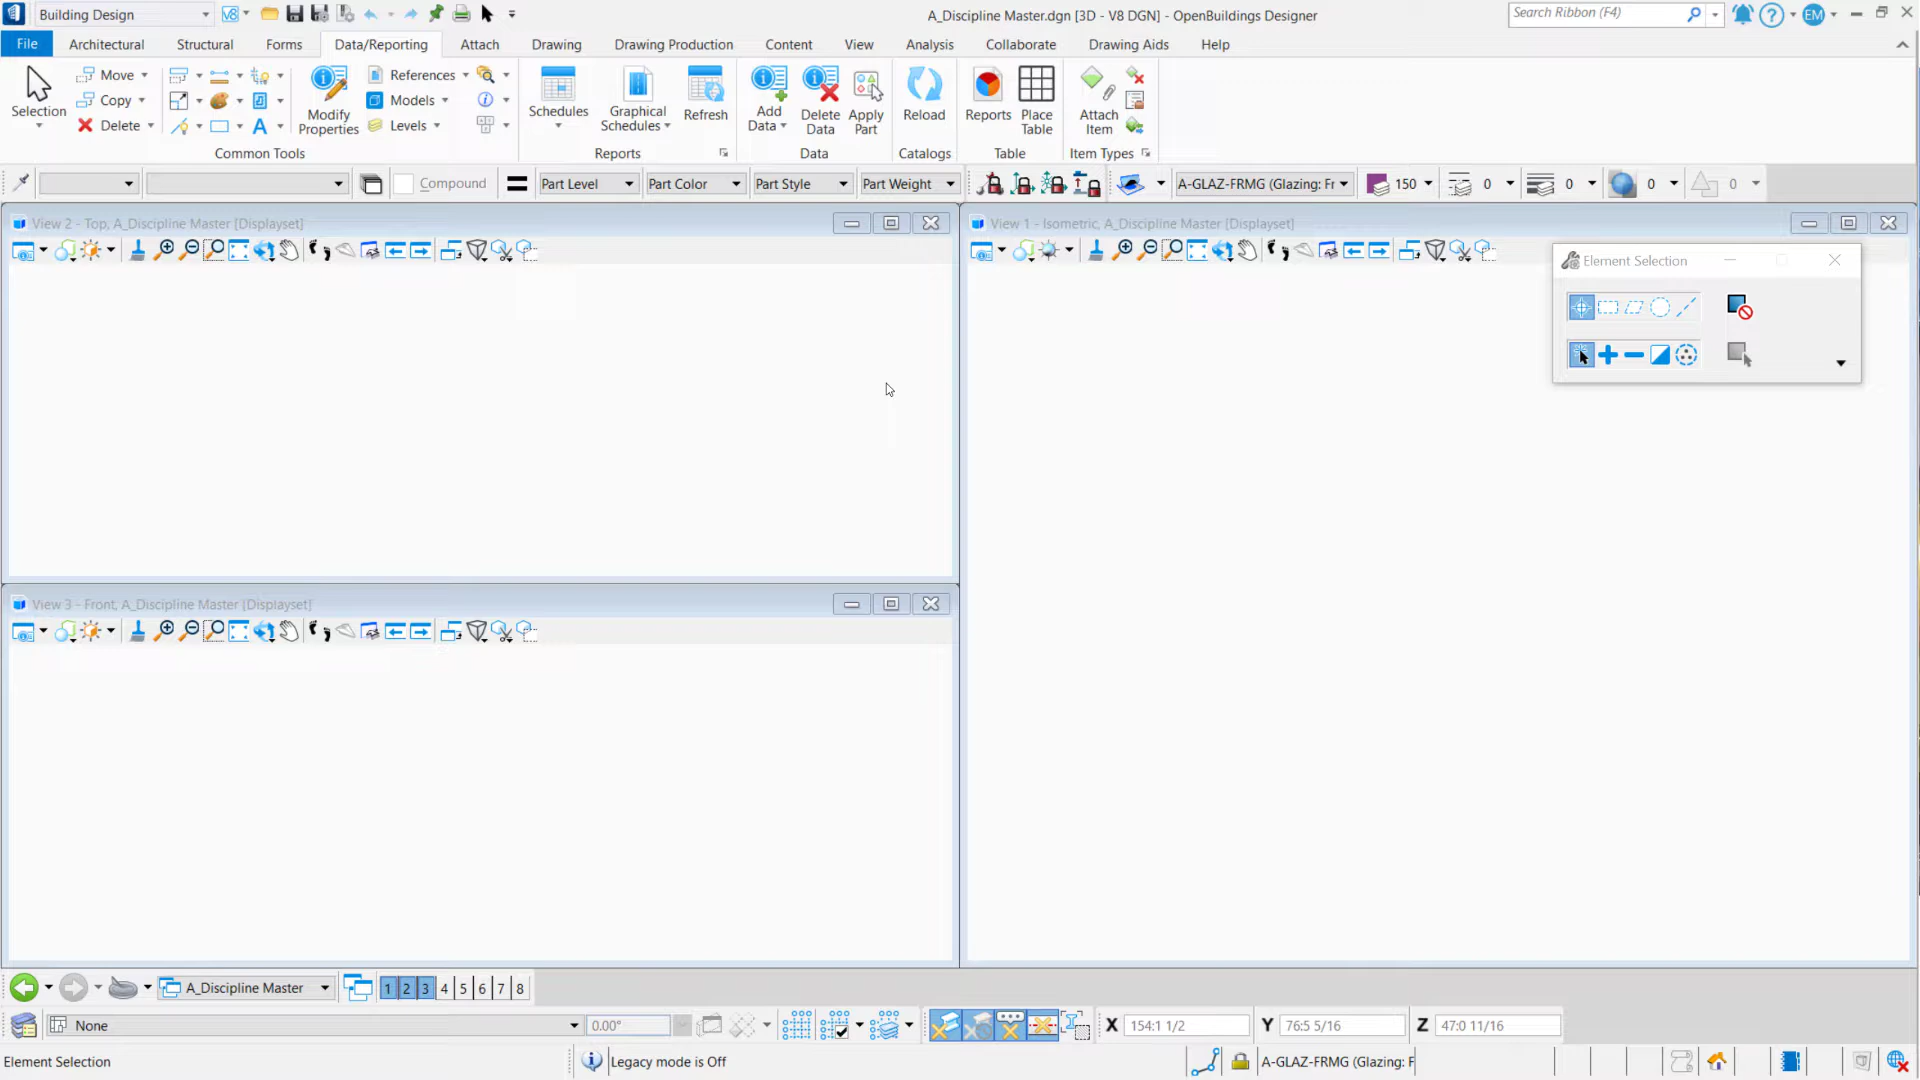 Building Design
V8
A_Discipline Master.dgn [3D - V8 DGN] - OpenBuildings Designer
Search Ribbon (F4)
EM
File
Architectural
Structural
Forms
Data/Reporting
Attach
Drawing
Drawing Production
Content
View
Analysis
Collaborate
Drawing Aids
Help
Selection
Move
Copy
Delete
Modify Properties
References
Models
Levels
Common Tools
Schedules
Graphical Schedules
Refresh
Reports
Add Data
Delete Data
Apply Part
Data
Reload
Catalogs
Reports
Place Table
Table
Attach Item
Item Types
Compound
Part Level
Part Color
Part Style
Part Weight
A-GLAZ-FRMG (Glazing: Fr
150
0
0
0
0
View 2 - Top, A_Discipline Master [Displayset]
View 1 - Isometric, A_Discipline Master [Displayset]
Element Selection
View 3 - Front, A_Discipline Master [Displayset]
A_Discipline Master
1 2 3 4 5 6 7 8
None
0.00°
X 154:1 1/2
Y 76:5 5/16
Z 47:0 11/16
Element Selection
Legacy mode is Off
A-GLAZ-FRMG (Glazing: F